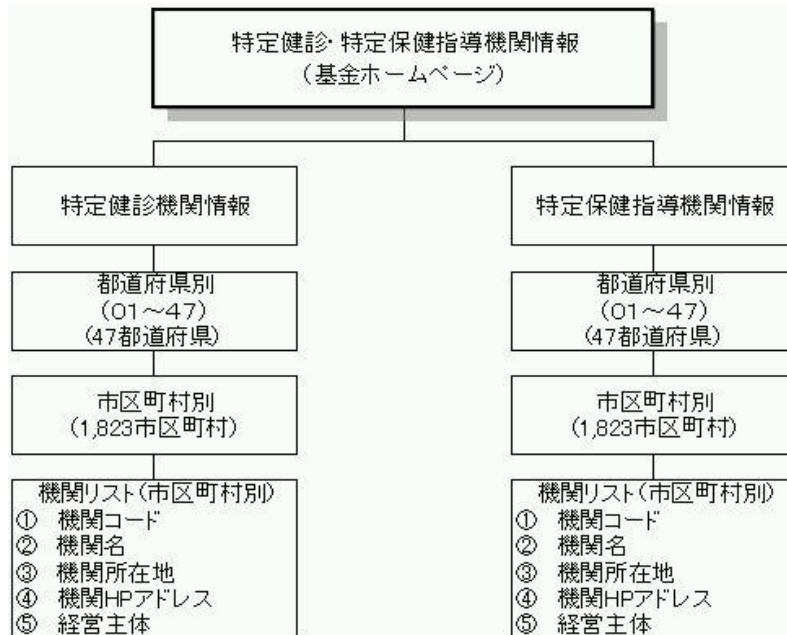 特定健診・特定保健指導機関情報
(基金ホームページ)
特定健診機関情報
都道府県別
(01～47)
(47都道府県)
市区町村別
(1,823市区町村)
機関リスト(市区町村別)
① 機関コード
② 機関名
③ 機関所在地
④ 機関HPアドレス
⑤ 経営主体
特定保健指導機関情報
都道府県別
(01～47)
(47都道府県)
市区町村別
(1,823市区町村)
機関リスト(市区町村別)
① 機関コード
② 機関名
③ 機関所在地
④ 機関HPアドレス
⑤ 経営主体